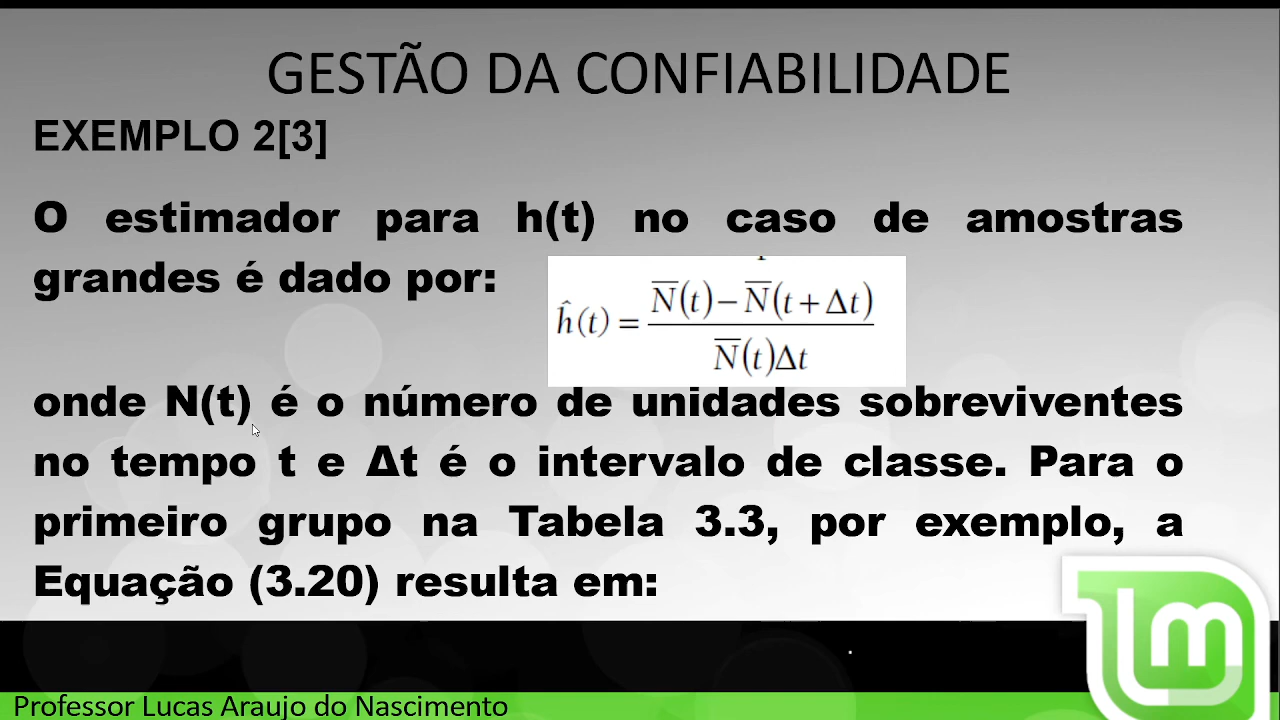 GESTÃO DA CONFIABILIDADE
EXEMPLO 2[3]
O estimador para h(t) no caso de amostras
grandes é dado por:
ĥ(t) = (N̅(t) − N̅(t + Δt)) / (N̅(t)Δt)
onde N(t) é o número de unidades sobreviventes
no tempo t e Δt é o intervalo de classe. Para o
primeiro grupo na Tabela 3.3, por exemplo, a
Equação (3.20) resulta em:
lm
Professor Lucas Araujo do Nascimento